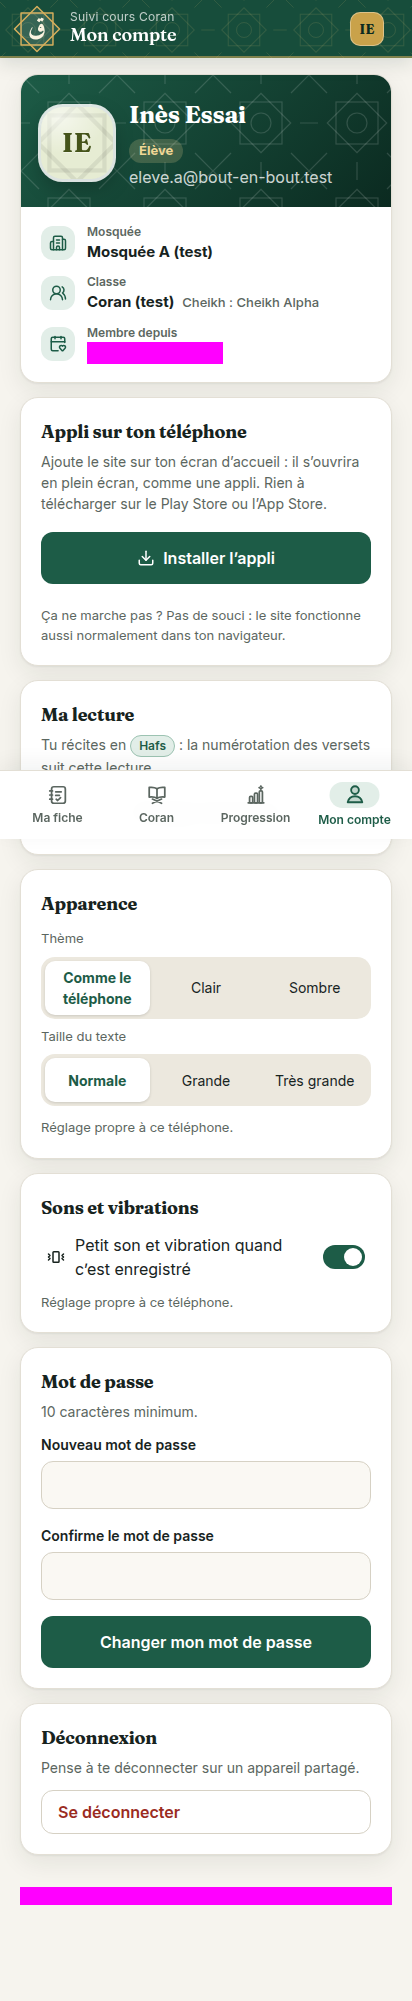 ق
Suivi cours Coran
Mon compte
IE
IE
Inès Essai
Élève
eleve.a@bout-en-bout.test
Mosquée
Mosquée A (test)
Classe
Coran (test) Cheikh : Cheikh Alpha
Membre depuis
Appli sur ton téléphone
Ajoute le site sur ton écran d’accueil : il s’ouvrira
en plein écran, comme une appli. Rien à
télécharger sur le Play Store ou l’App Store.
Installer l’appli
Ça ne marche pas ? Pas de souci : le site fonctionne
aussi normalement dans ton navigateur.
Ma lecture
Tu récites en Hafs : la numérotation des versets
suit cette lecture
Ma fiche
Coran
Progression
Mon compte
Apparence
Thème
Comme le
téléphone
Clair
Sombre
Taille du texte
Normale
Grande
Très grande
Réglage propre à ce téléphone.
Sons et vibrations
Petit son et vibration quand
c’est enregistré
Réglage propre à ce téléphone.
Mot de passe
10 caractères minimum.
Nouveau mot de passe
Confirme le mot de passe
Changer mon mot de passe
Déconnexion
Pense à te déconnecter sur un appareil partagé.
Se déconnecter